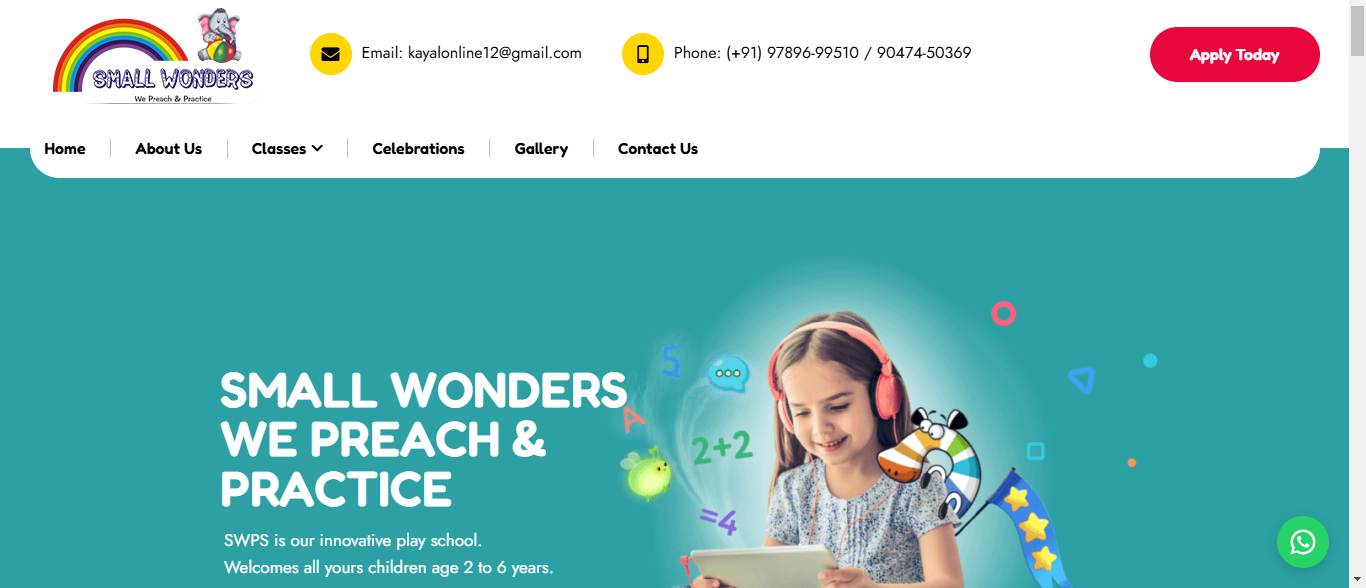 SMALL WONDERS
We Preach & Practice
Email: kayalonline12@gmail.com
Phone: (+91) 97896-99510 / 90474-50369
Apply Today
Home
About Us
Classes
Celebrations
Gallery
Contact Us
5
A
2+2
=4
SMALL WONDERS
WE PREACH &
PRACTICE
SWPS is our innovative play school.
Welcomes all yours children age 2 to 6 years.